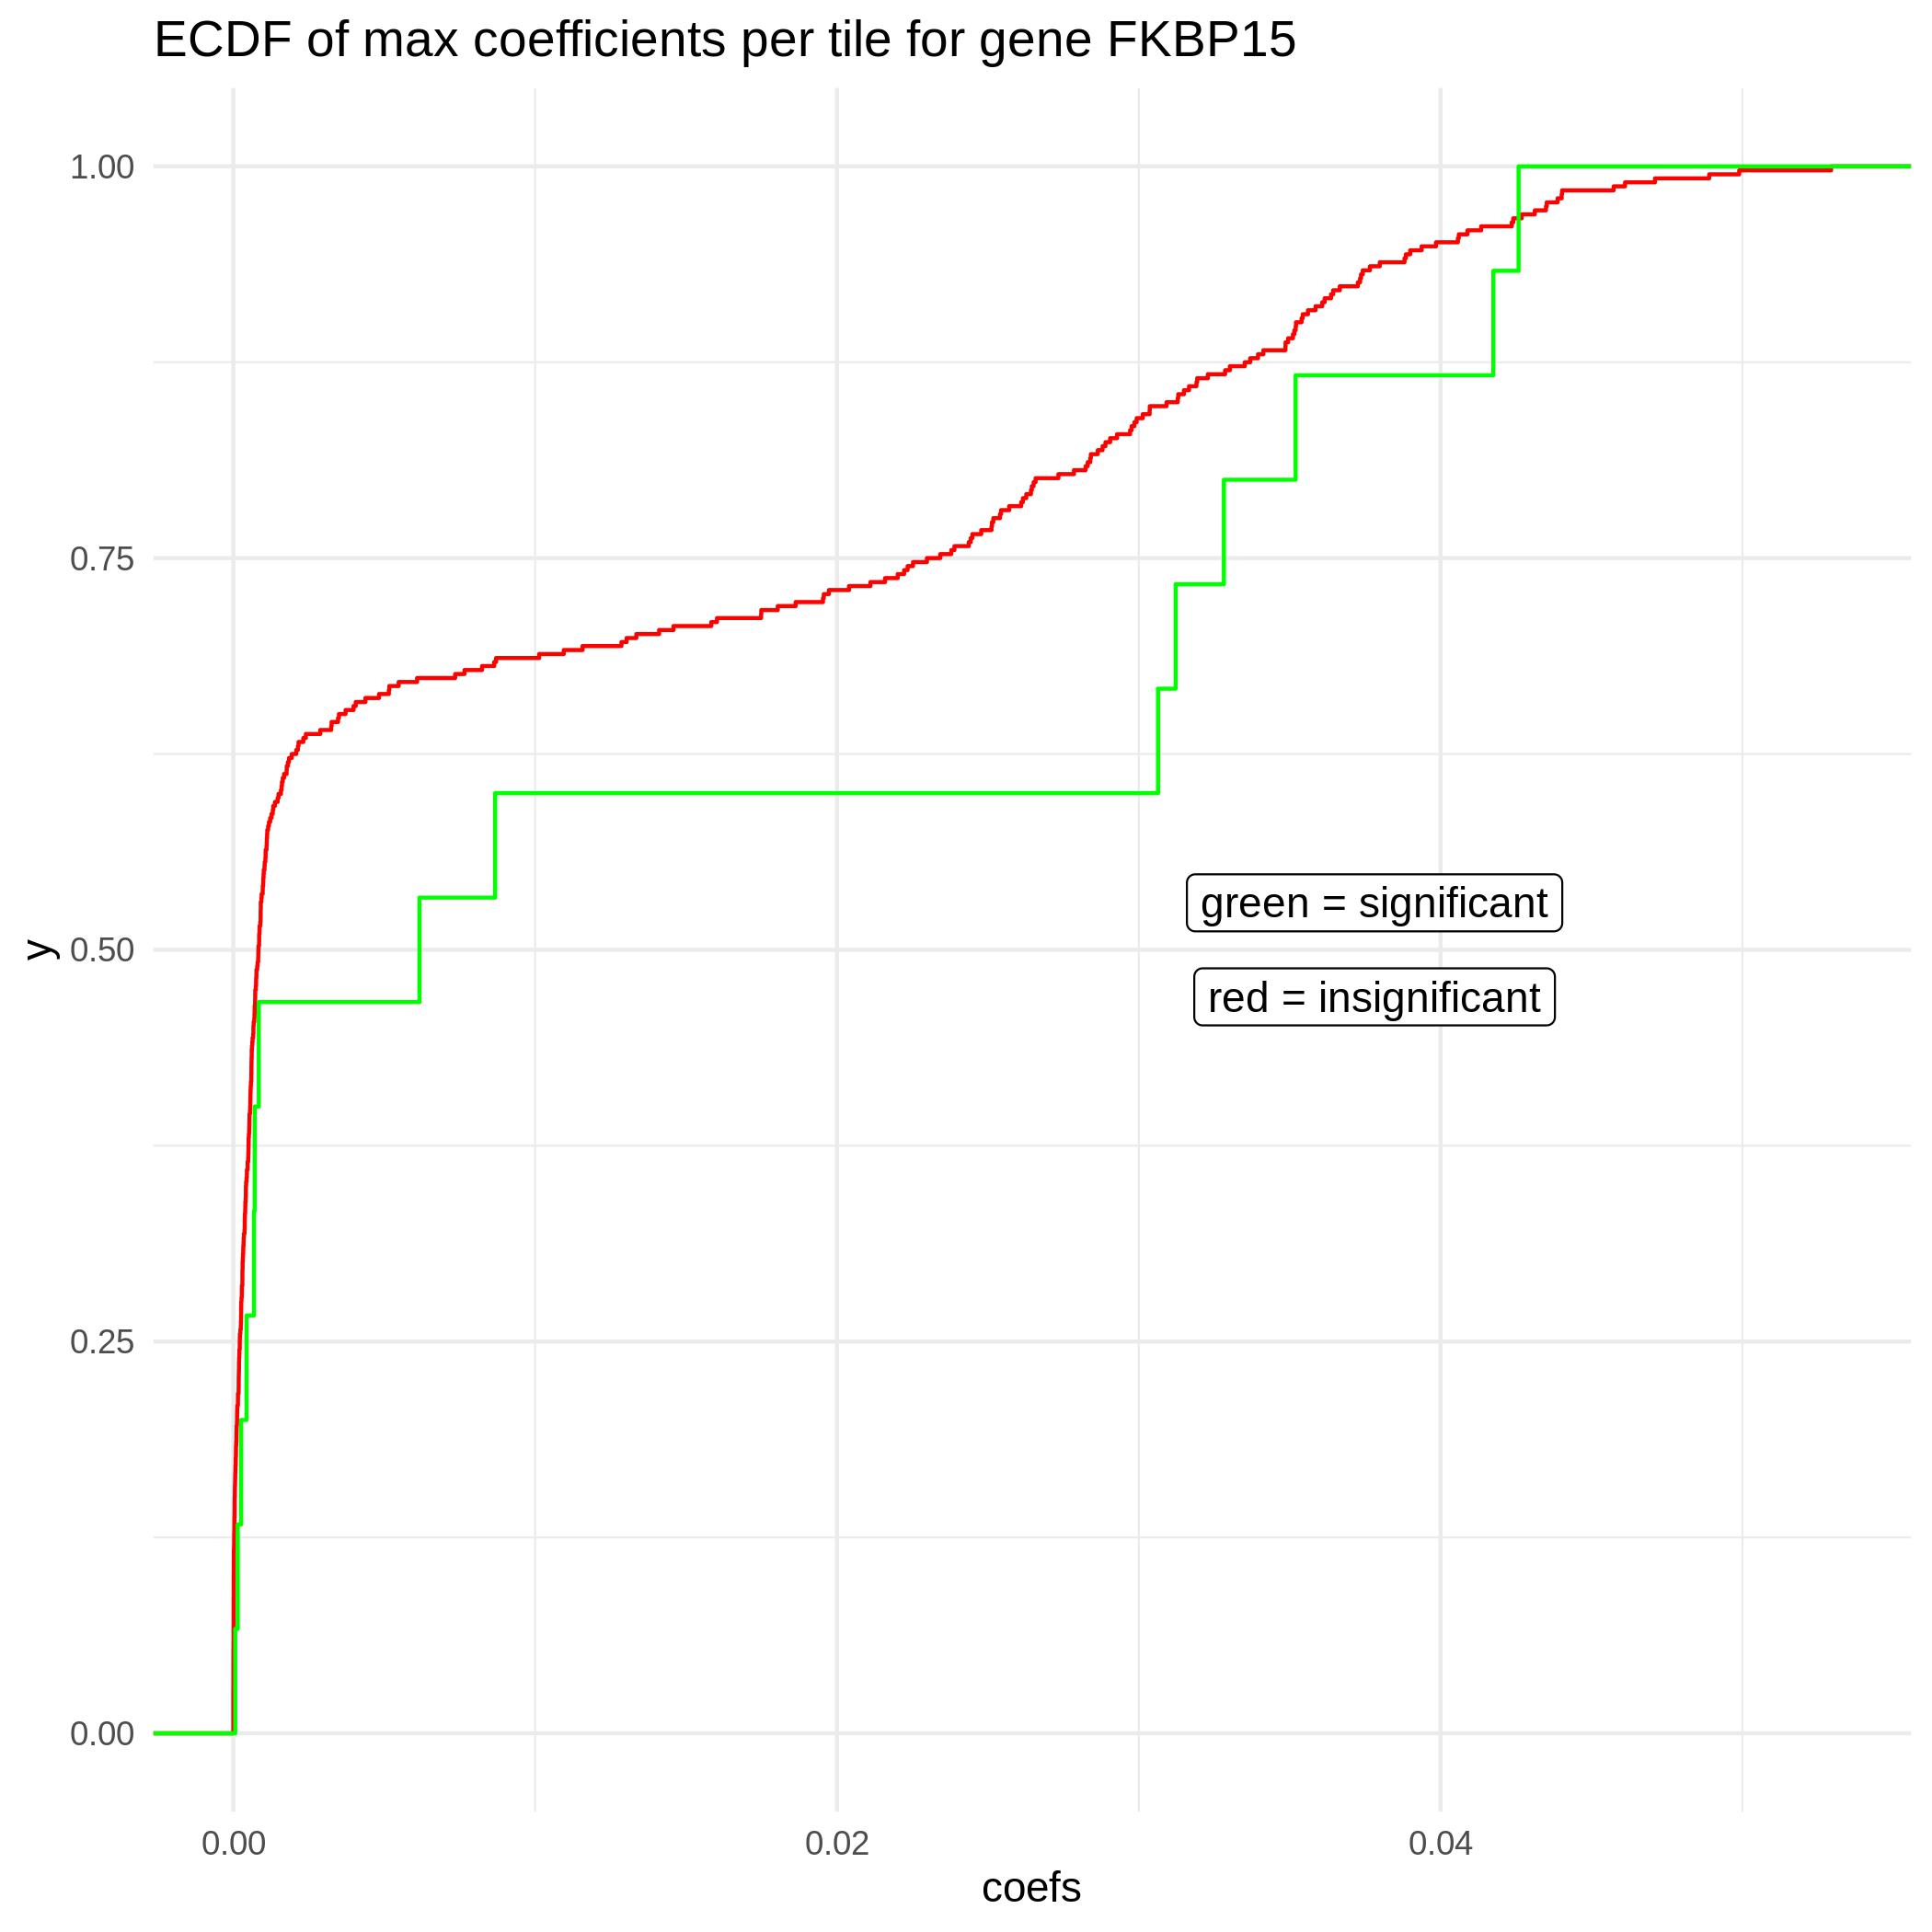 ECDF of max coefficients per tile for gene FKBP15
1.00
0.75
y
0.50
0.25
0.00
green = significant
red = insignificant
0.00
0.02
0.04
coefs